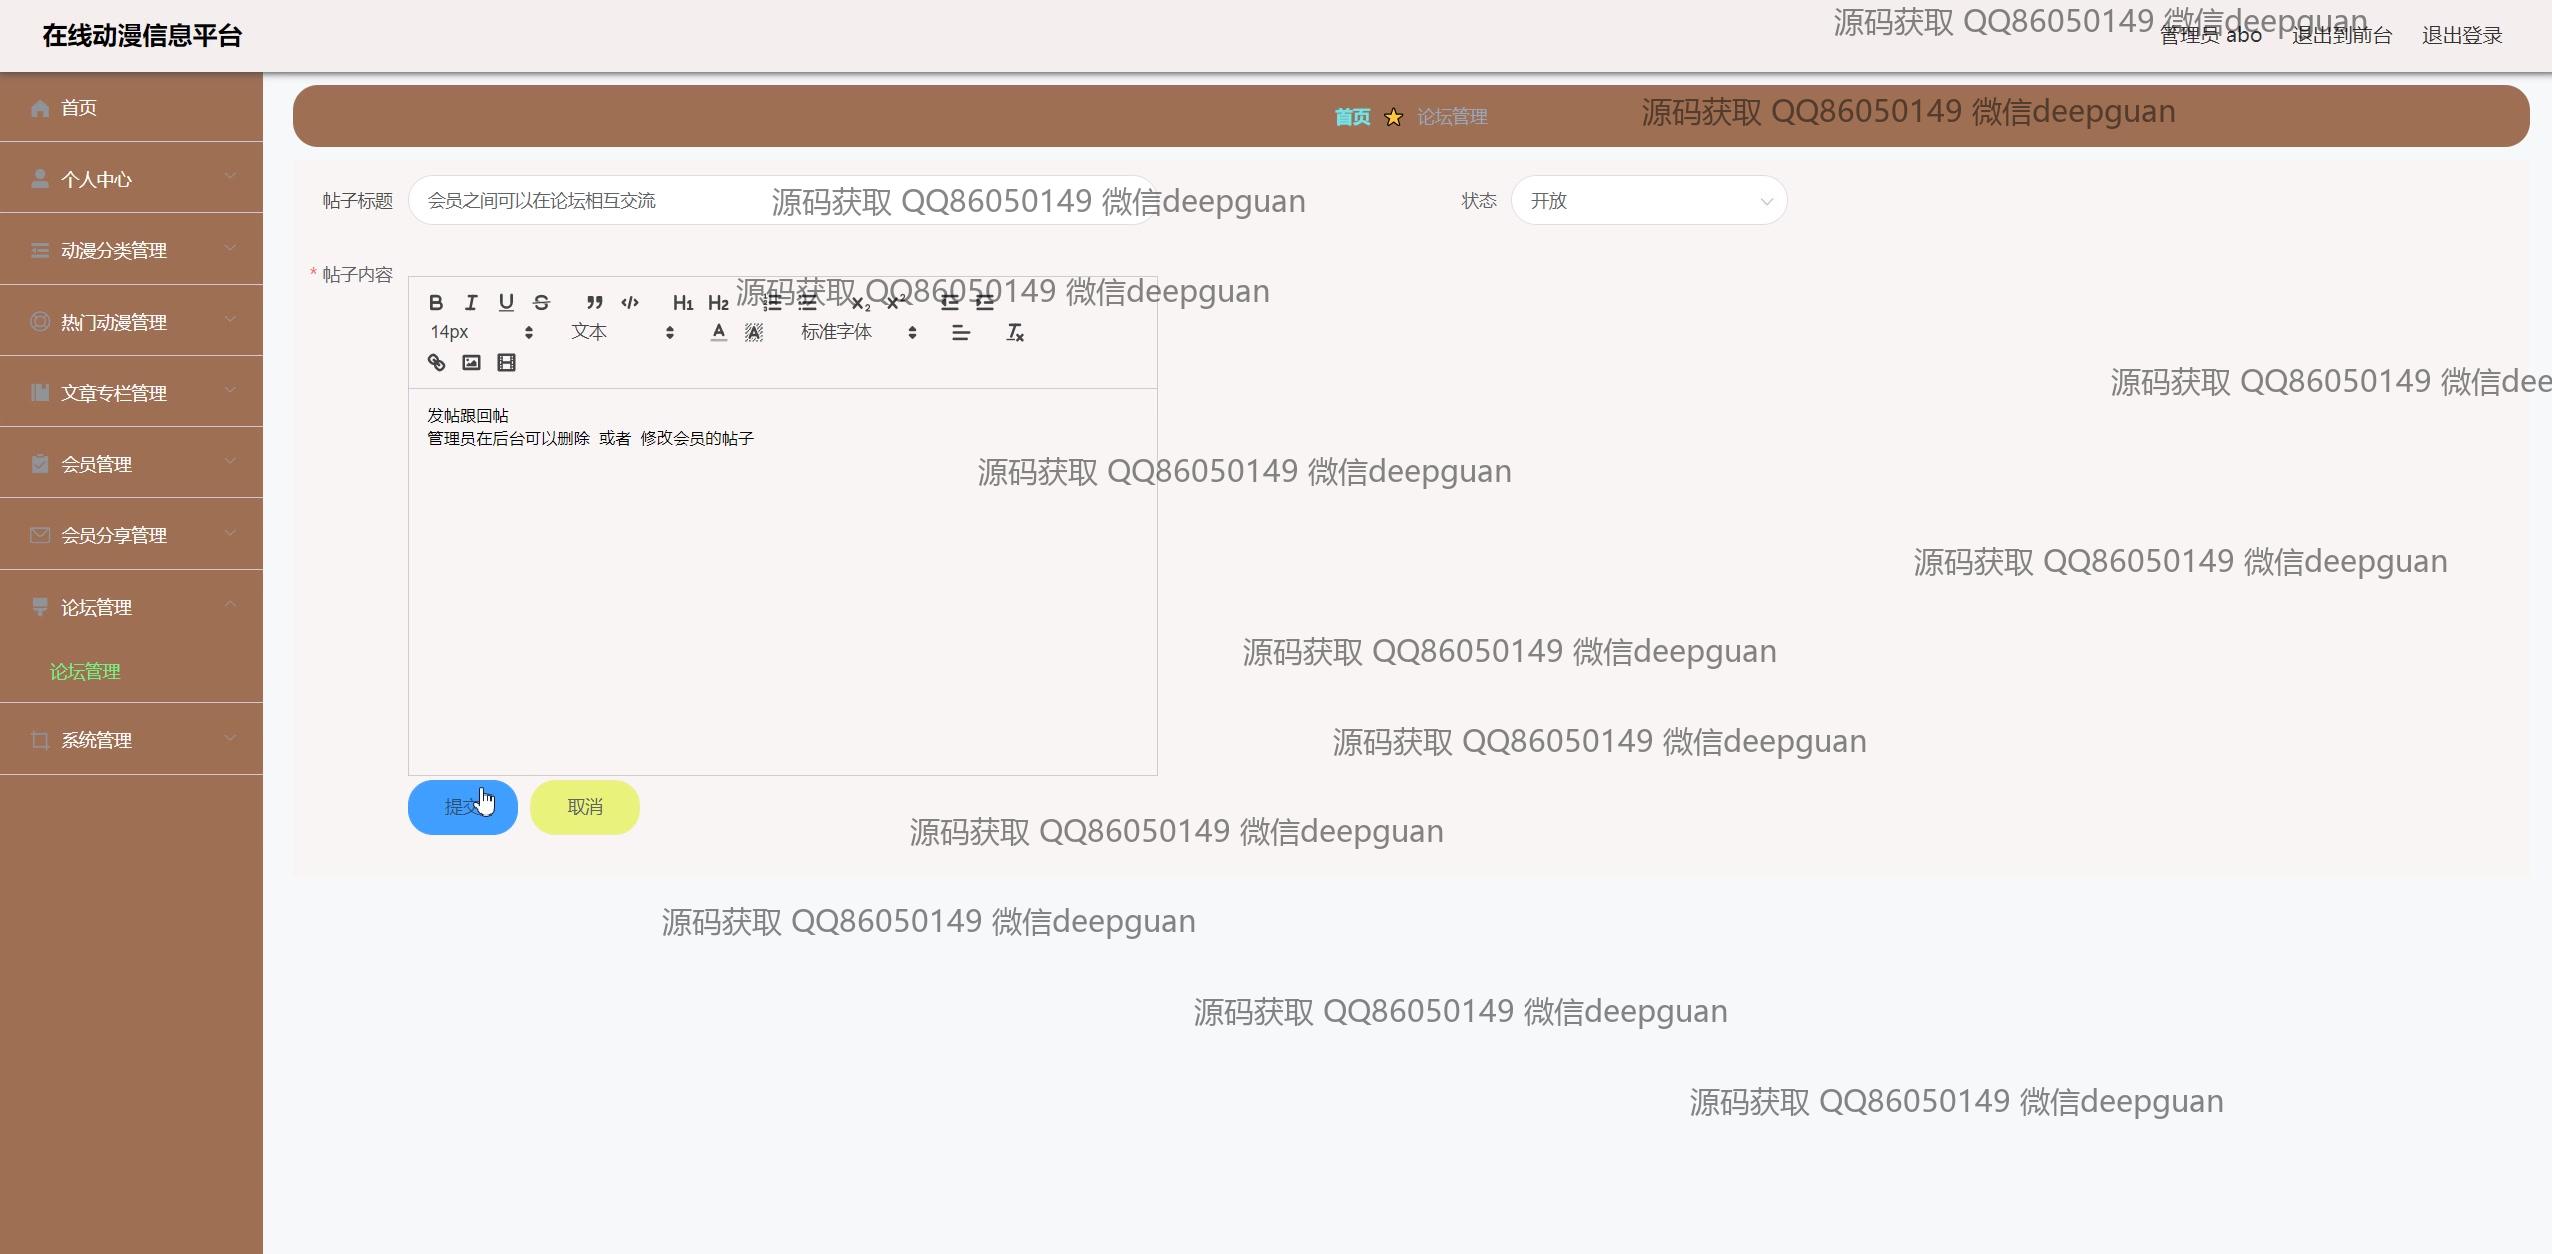 在线动漫信息平台
源码获取 QQ86050149 微信deepguan
管理员 abo 退出到前台 退出登录
首页
个人中心
动漫分类管理
热门动漫管理
文章专栏管理
会员管理
会员分享管理
论坛管理
论坛管理
系统管理
首页 论坛管理
源码获取 QQ86050149 微信deepguan
帖子标题 会员之间可以在论坛相互交流
源码获取 QQ86050149 微信deepguan
状态 开放
* 帖子内容
源码获取 QQ86050149 微信deepguan
B I U S H1 H2 X2 X2
14px 文本 A A 标准字体
发帖跟回帖
管理员在后台可以删除 或者 修改会员的帖子
源码获取 QQ86050149 微信dee
源码获取 QQ86050149 微信deepguan
源码获取 QQ86050149 微信deepguan
源码获取 QQ86050149 微信deepguan
源码获取 QQ86050149 微信deepguan
提交 取消
源码获取 QQ86050149 微信deepguan
源码获取 QQ86050149 微信deepguan
源码获取 QQ86050149 微信deepguan
源码获取 QQ86050149 微信deepguan